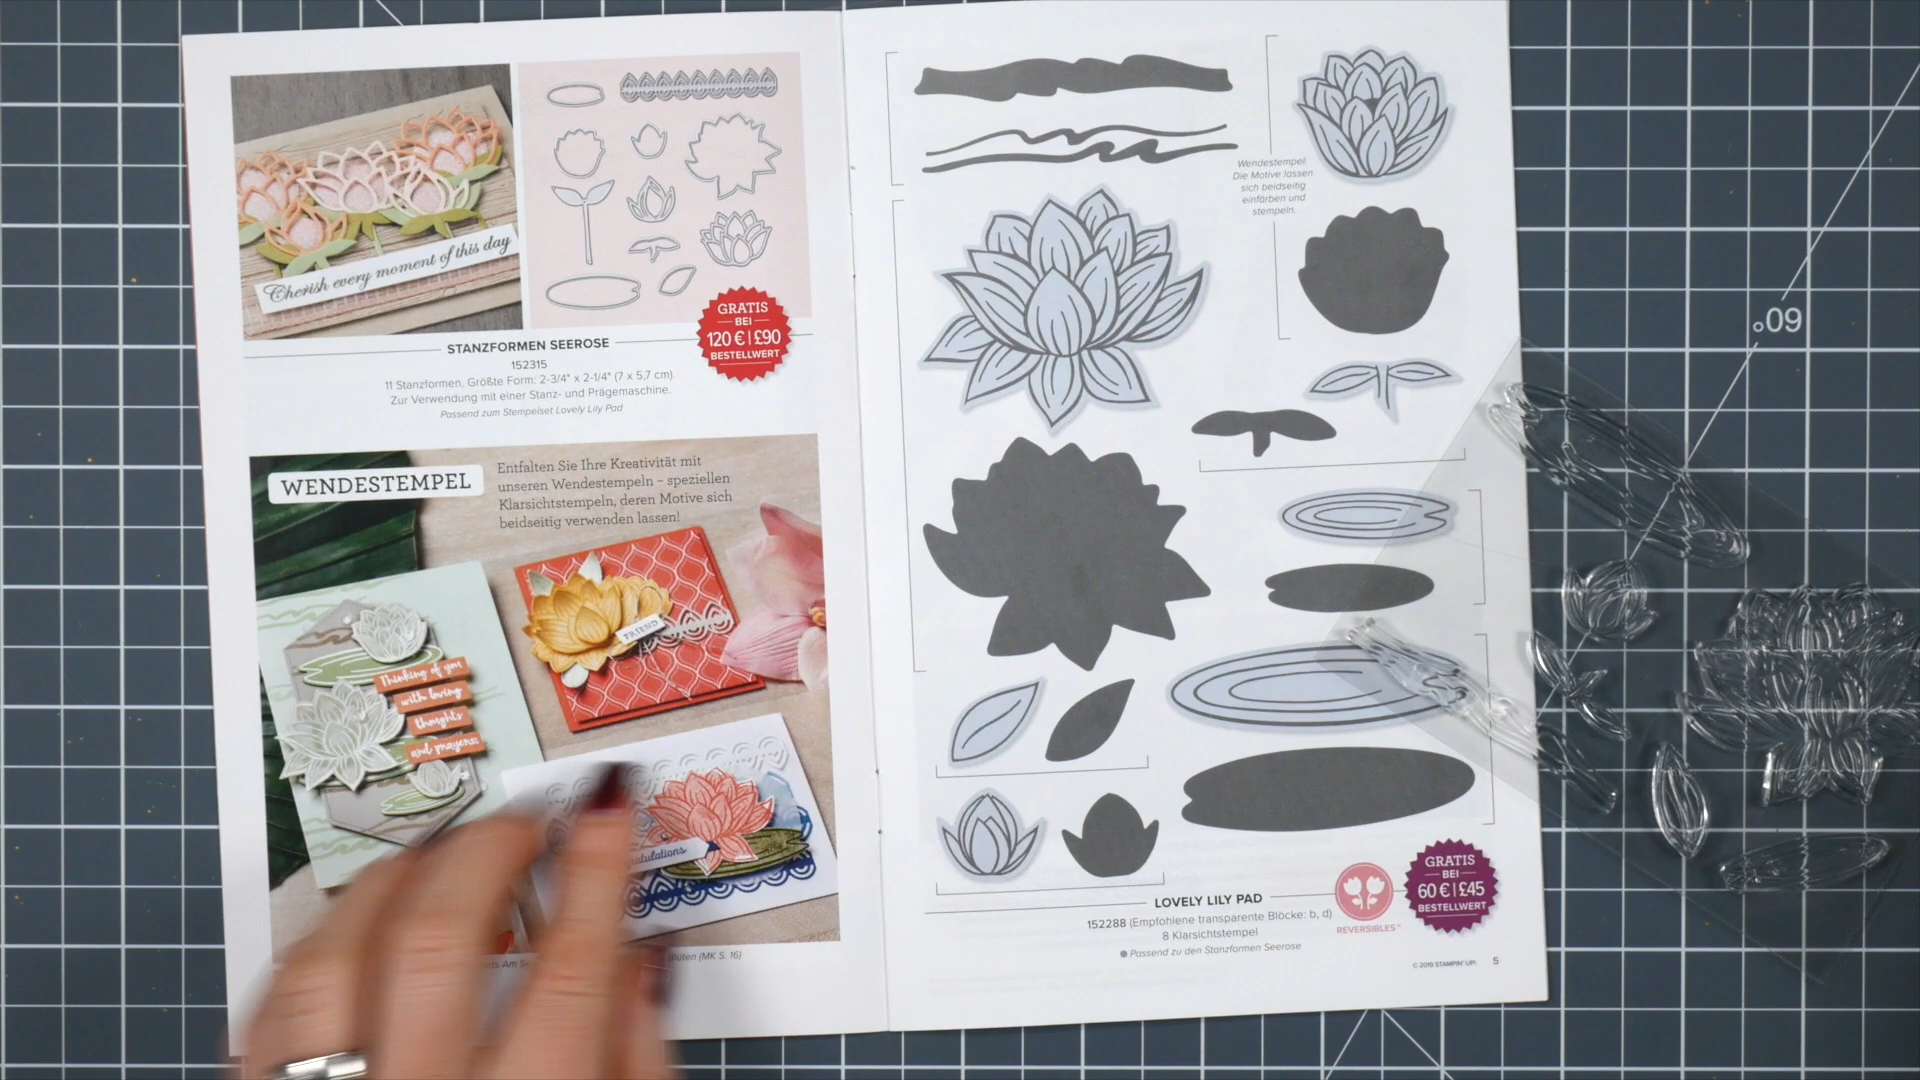 Cherish every moment of this day
GRATIS
BEI
120 € | £90
BESTELLWERT
STANZFORMEN SEEROSE
152315
11 Stanzformen. Größte Form: 2-3/4" x 2-1/4" (7 x 5,7 cm).
Zur Verwendung mit einer Stanz- und Prägemaschine.
Passend zum Stempelset Lovely Lily Pad
WENDESTEMPEL
Entfalten Sie Ihre Kreativität mit
unseren Wendestempeln – speziellen
Klarsichtstempeln, deren Motive sich
beidseitig verwenden lassen!
FRIEND
Thinking of you
with loving
thoughts
and prayers.
(MK S. 16)
Wendestempel
Die Motive lassen
sich beidseitig
einfärben und
stempeln.
GRATIS
BEI
60 € | £45
BESTELLWERT
LOVELY LILY PAD
152288 (Empfohlene transparente Blöcke: b, d)
8 Klarsichtstempel
Passend zu den Stanzformen Seerose
REVERSIBLES™
© 2019 STAMPIN' UP!
5
60°